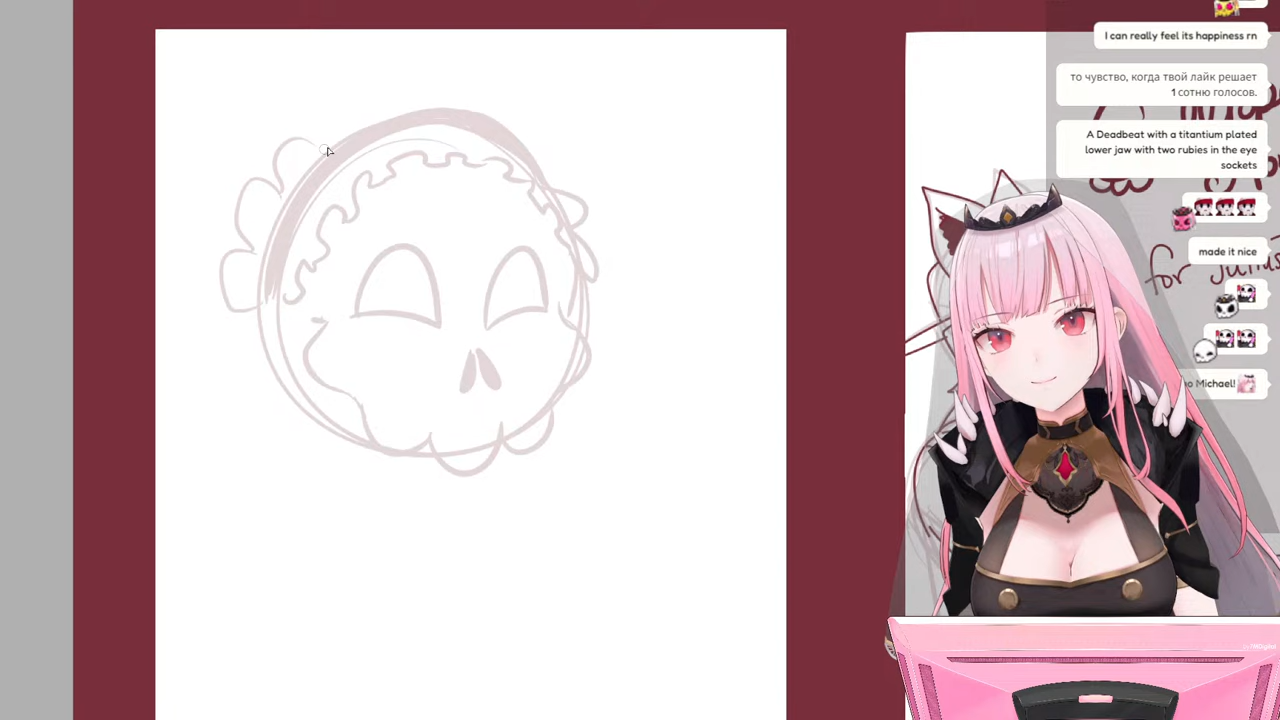 I can really feel its happiness rn
то чувство, когда твой лайк решает
1 сотню голосов.
A Deadbeat with a titantium plated
lower jaw with two rubies in the eye
sockets
made it nice
for Julius
o Michael!